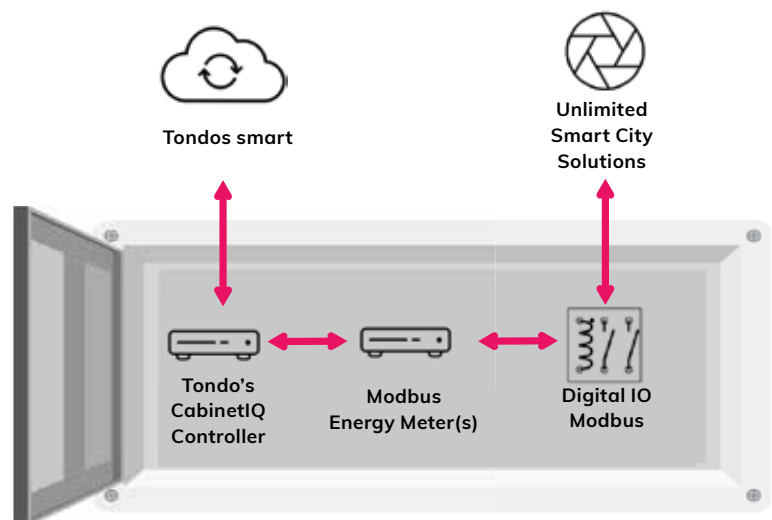 Tondos smart
Unlimited
Smart City
Solutions
Tondo’s
CabinetIQ
Controller
Modbus
Energy Meter(s)
Digital IO
Modbus